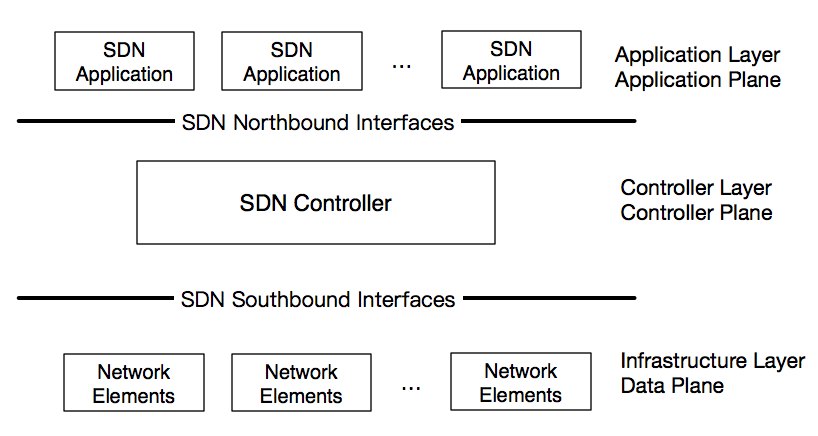 SDN
Application
SDN
Application
...
SDN
Application
Application Layer
Application Plane
SDN Northbound Interfaces
SDN Controller
Controller Layer
Controller Plane
SDN Southbound Interfaces
Network
Elements
Network
Elements
...
Network
Elements
Infrastructure Layer
Data Plane